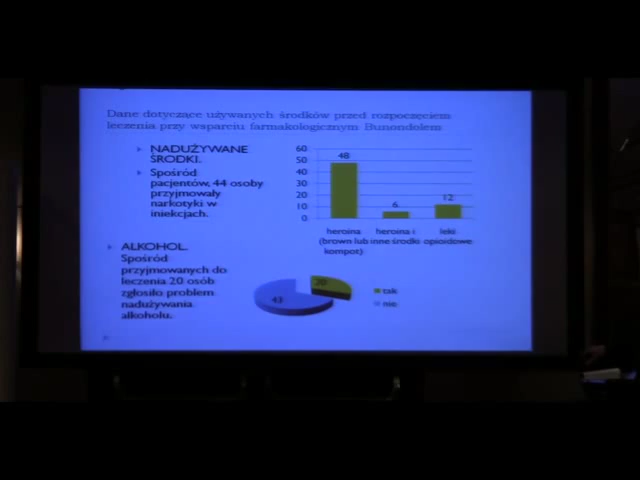 Dane dotyczące używanych środków przed rozpoczęciem
leczenia przy wsparciu farmakologicznym Bunondolem
NADUŻYWANE
ŚRODKI.
Spośród
pacjentów, 44 osoby
przyjmowały
narkotyki w
iniekcjach.
60
50
40
30
20
10
0
48
6
12
heroina
(brown lub
kompot)
heroina i
inne środki
leki
opioidowe
ALKOHOL.
Spośród
przyjmowanych do
leczenia 20 osób
zgłosiło problem
nadużywania
alkoholu.
20
43
tak
nie